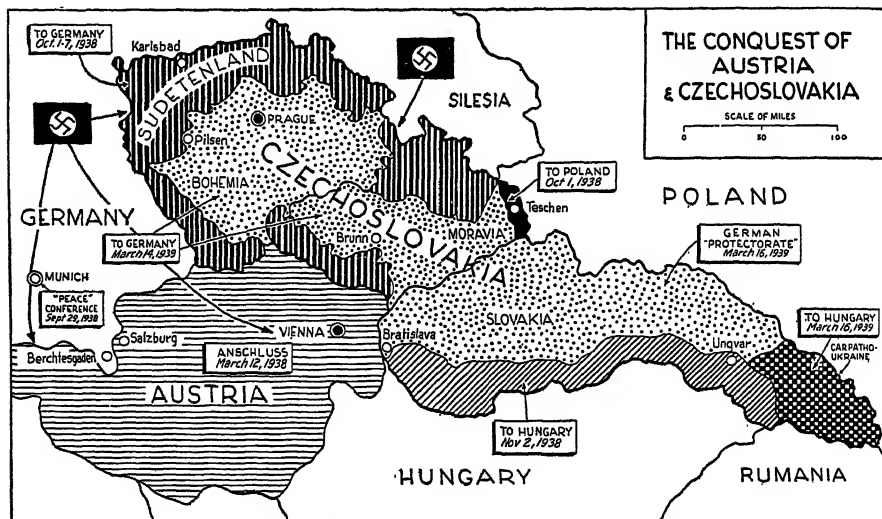 THE CONQUEST OF
AUSTRIA
& CZECHOSLOVAKIA
SCALE OF MILES
0 50 100
TO GERMANY
Oct. 1-7, 1938
Karlsbad
SUDETENLAND
SILESIA
PRAGUE
Pilsen
CZECHOSLOVAKIA
BOHEMIA
TO POLAND
Oct 1, 1938
Teschen
POLAND
GERMANY
MORAVIA
TO GERMANY
March 14, 1939
Brunn
GERMAN
"PROTECTORATE"
March 16, 1939
MUNICH
"PEACE"
CONFERENCE
Sept 29, 1938
SLOVAKIA
TO HUNGARY
March 16, 1939
CARPATHO-
UKRAINE
Salzburg
VIENNA
Bratislava
Ungvar
Berchtesgaden
ANSCHLUSS
March 12, 1938
AUSTRIA
TO HUNGARY
Nov 2, 1938
HUNGARY
RUMANIA